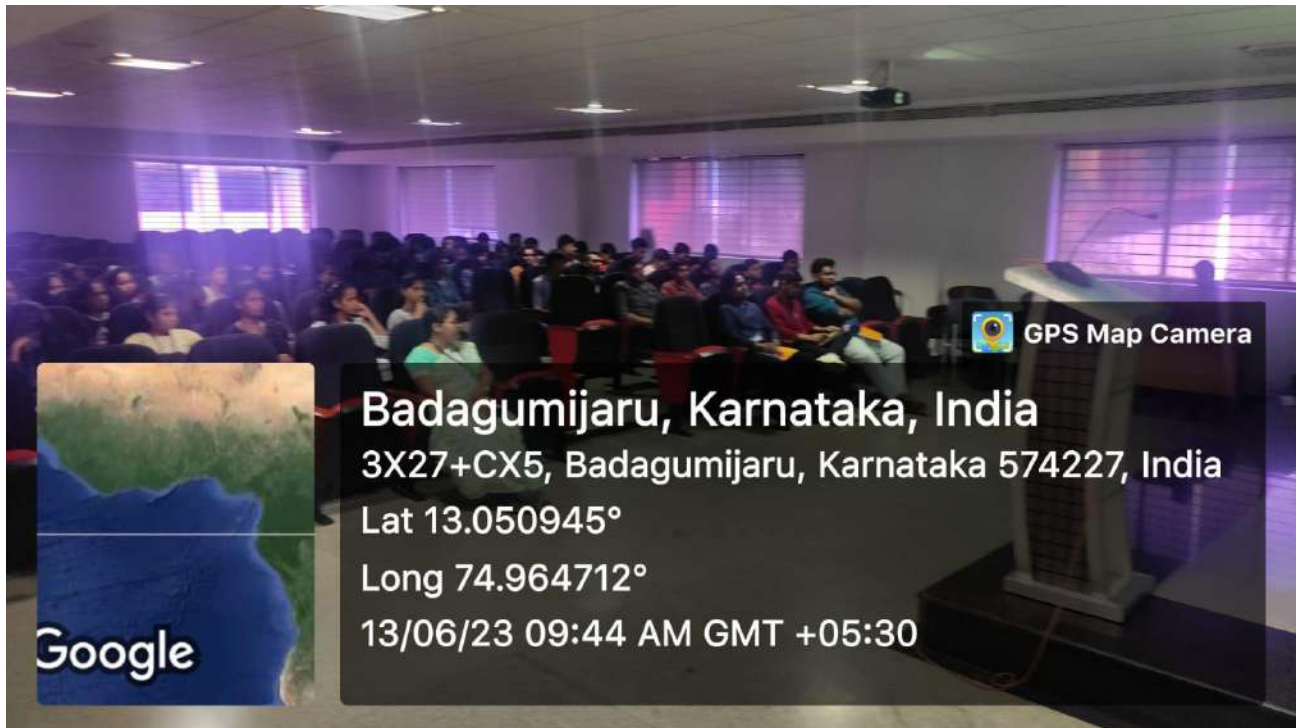 GPS Map Camera
Badagumijaru, Karnataka, India
3X27+CX5, Badagumijaru, Karnataka 574227, India
Lat 13.050945°
Long 74.964712°
13/06/23 09:44 AM GMT +05:30
Google